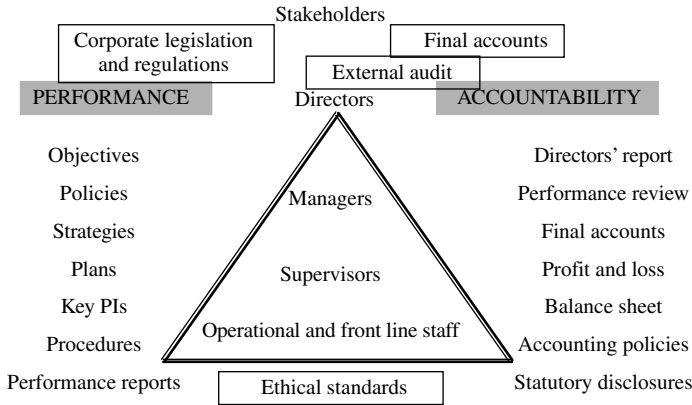 Stakeholders
Corporate legislation
and regulations
Final accounts
External audit
PERFORMANCE
Directors
ACCOUNTABILITY
Objectives
Policies
Strategies
Plans
Key PIs
Procedures
Performance reports
Managers
Supervisors
Operational and front line staff
Ethical standards
Directors’ report
Performance review
Final accounts
Profit and loss
Balance sheet
Accounting policies
Statutory disclosures